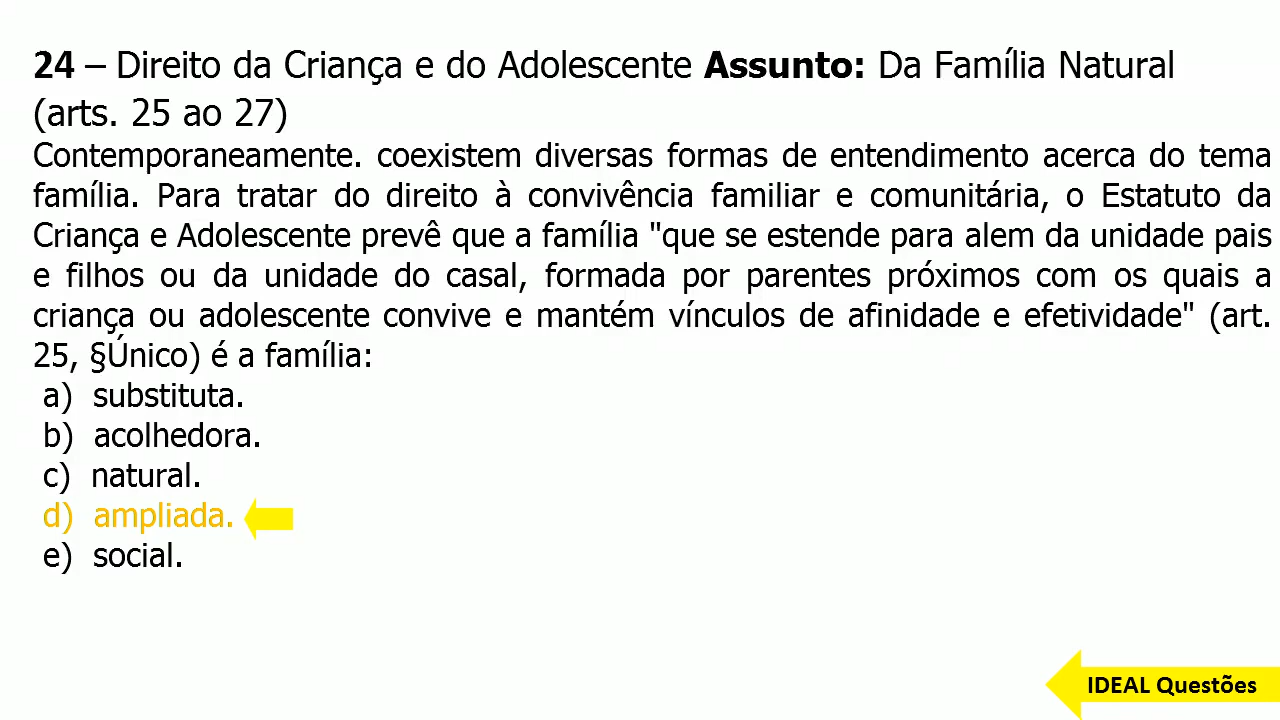 24 – Direito da Criança e do Adolescente Assunto: Da Família Natural
(arts. 25 ao 27)
Contemporaneamente. coexistem diversas formas de entendimento acerca do tema
família. Para tratar do direito à convivência familiar e comunitária, o Estatuto da
Criança e Adolescente prevê que a família "que se estende para alem da unidade pais
e filhos ou da unidade do casal, formada por parentes próximos com os quais a
criança ou adolescente convive e mantém vínculos de afinidade e efetividade" (art.
25, §Único) é a família:
a) substituta.
b) acolhedora.
c) natural.
d) ampliada.
e) social.
IDEAL Questões